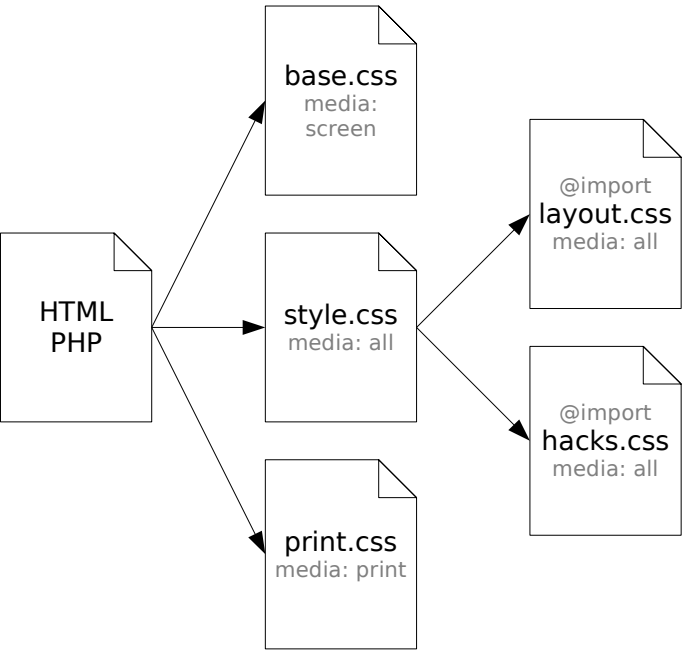 HTML
PHP
base.css
media:
screen
style.css
media: all
print.css
media: print
@import
layout.css
media: all
@import
hacks.css
media: all